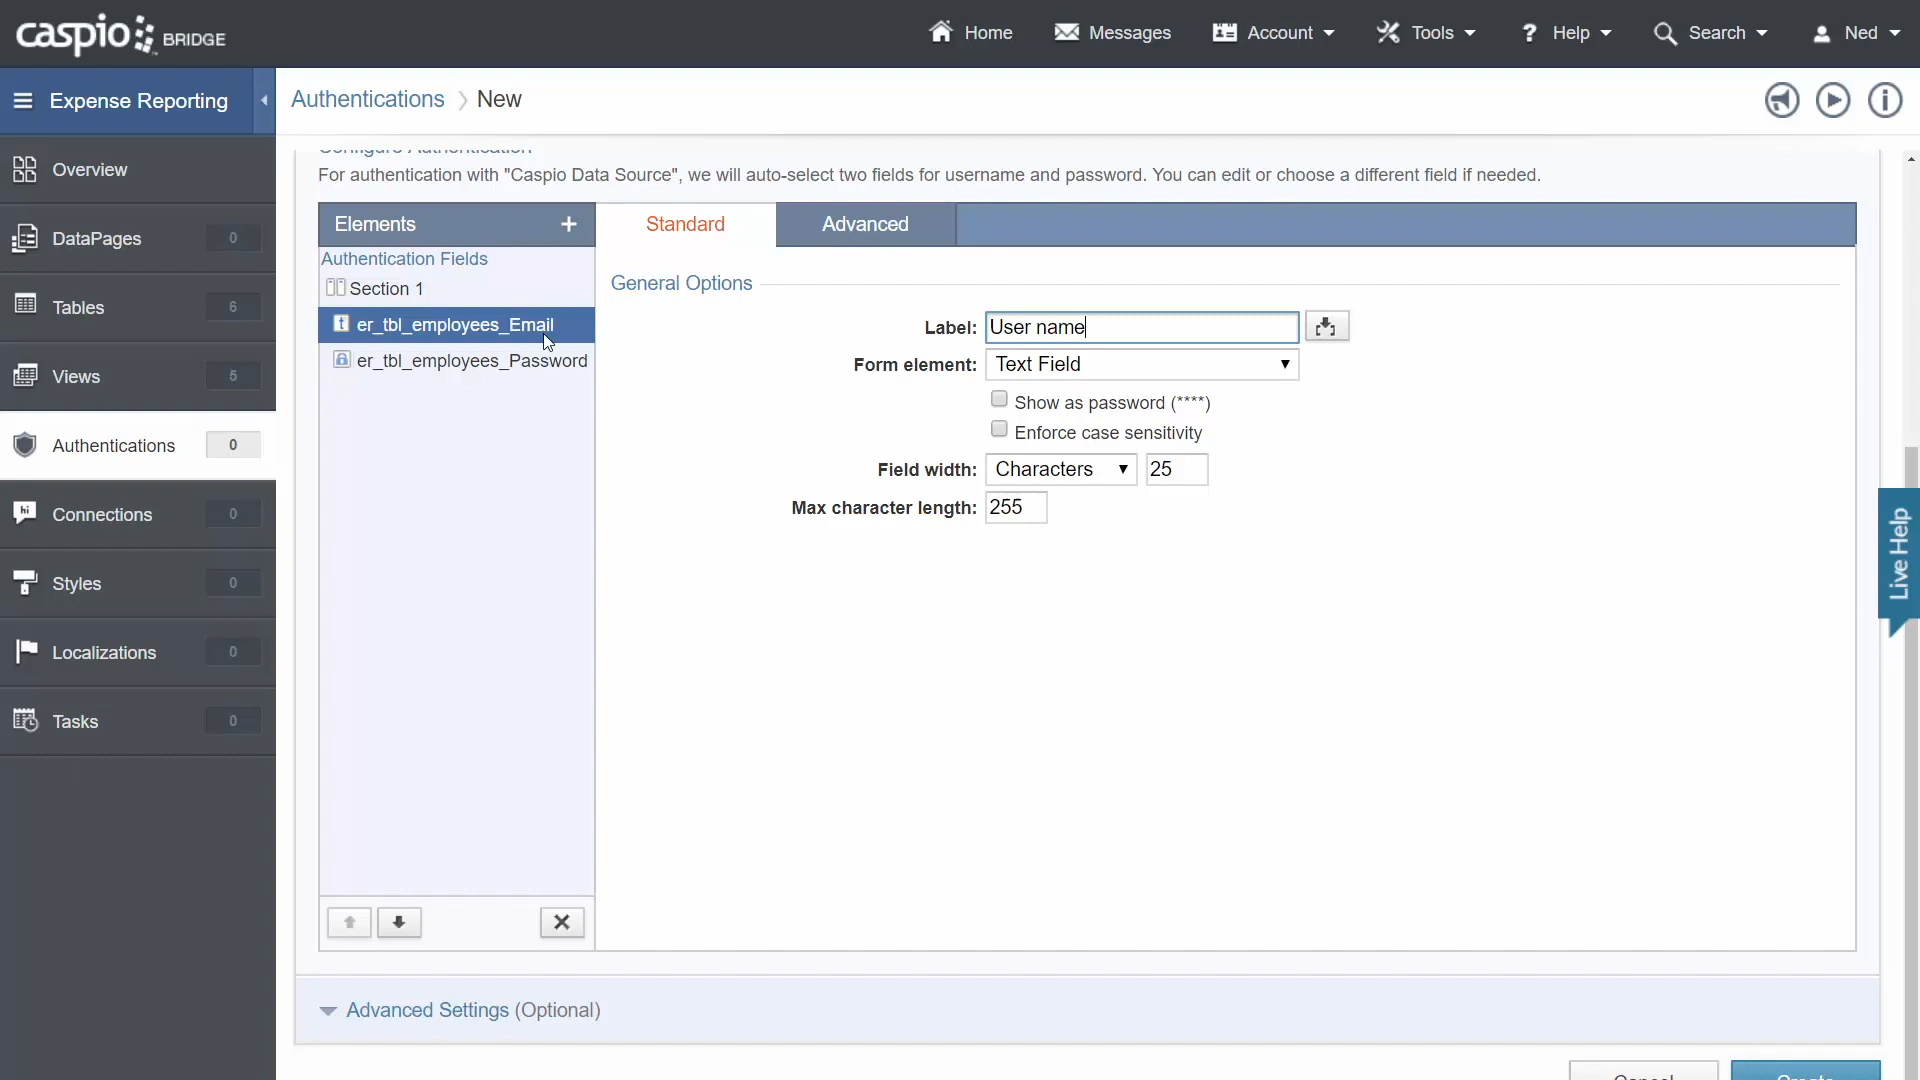 caspio BRIDGE
Home
Messages
Account
Tools
? Help
Search
Ned
Expense Reporting
Authentications
New
Overview
DataPages 0
Tables 6
Views 5
Authentications 0
Connections 0
Styles 0
Localizations 0
Tasks 0
Configure Authentication
For authentication with "Caspio Data Source", we will auto-select two fields for username and password. You can edit or choose a different field if needed.
Elements +
Standard
Advanced
Authentication Fields
Section 1
er_tbl_employees_Email
er_tbl_employees_Password
General Options
Label: User name
Form element: Text Field
Show as password (****)
Enforce case sensitivity
Field width: Characters 25
Max character length: 255
Live Help
Advanced Settings (Optional)
Cancel
Create